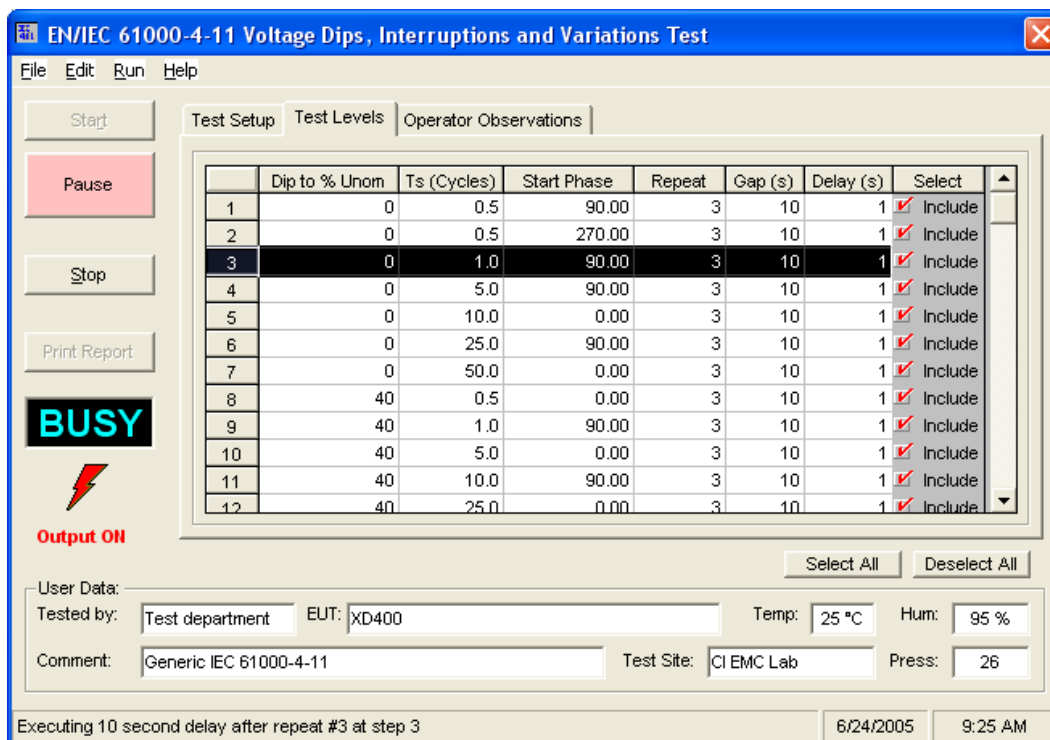 EN/IEC 61000-4-11 Voltage Dips, Interruptions and Variations Test
File Edit Run Help
Start
Pause
Stop
Print Report
BUSY
Output ON
Test Setup Test Levels Operator Observations
Dip to % Unom Ts (Cycles) Start Phase Repeat Gap (s) Delay (s) Select
1 0 0.5 90.00 3 10 1 Include
2 0 0.5 270.00 3 10 1 Include
3 0 1.0 90.00 3 10 1 Include
4 0 5.0 90.00 3 10 1 Include
5 0 10.0 0.00 3 10 1 Include
6 0 25.0 90.00 3 10 1 Include
7 0 50.0 0.00 3 10 1 Include
8 40 0.5 0.00 3 10 1 Include
9 40 1.0 90.00 3 10 1 Include
10 40 5.0 0.00 3 10 1 Include
11 40 10.0 90.00 3 10 1 Include
12 40 25.0 0.00 3 10 1 Include
Select All Deselect All
User Data:
Tested by: Test department EUT: XD400 Temp: 25 °C Hum: 95 %
Comment: Generic IEC 61000-4-11 Test Site: CI EMC Lab Press: 26
Executing 10 second delay after repeat #3 at step 3 6/24/2005 9:25 AM